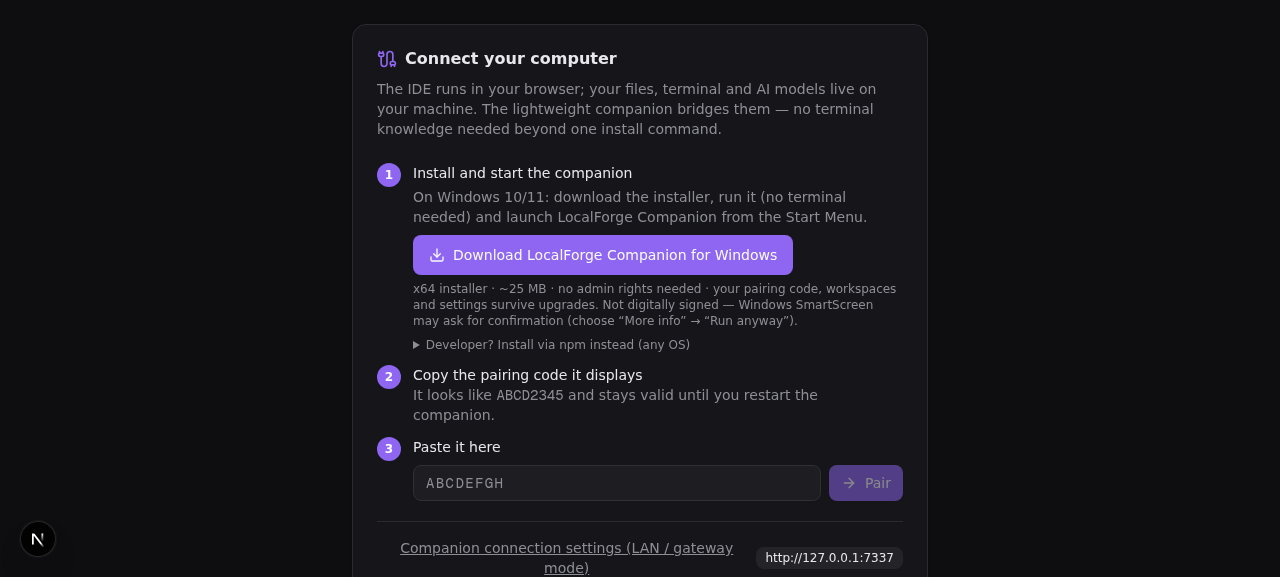 Connect your computer
The IDE runs in your browser; your files, terminal and AI models live on
your machine. The lightweight companion bridges them — no terminal
knowledge needed beyond one install command.
1
Install and start the companion
On Windows 10/11: download the installer, run it (no terminal
needed) and launch LocalForge Companion from the Start Menu.
Download LocalForge Companion for Windows
x64 installer · ~25 MB · no admin rights needed · your pairing code, workspaces
and settings survive upgrades. Not digitally signed — Windows SmartScreen
may ask for confirmation (choose “More info” → “Run anyway”).
Developer? Install via npm instead (any OS)
2
Copy the pairing code it displays
It looks like ABCD2345 and stays valid until you restart the
companion.
3
Paste it here
ABCDEFGH
Pair
N
Companion connection settings (LAN / gateway
mode)
http://127.0.0.1:7337